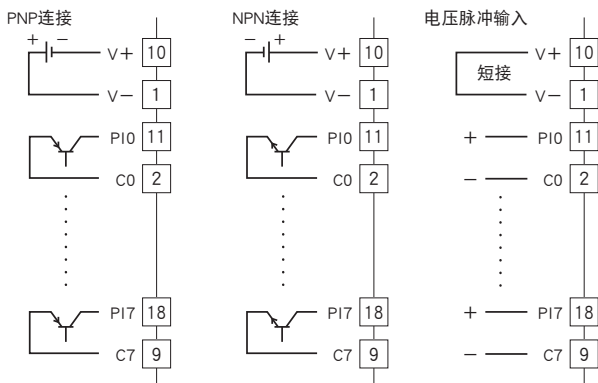 PNP连接
+ − V+ 10
V− 1
PI0 11
C0 2
PI7 18
C7 9
NPN连接
− + V+ 10
V− 1
PI0 11
C0 2
PI7 18
C7 9
电压脉冲输入
V+ 10
短接
V− 1
+ PI0 11
− C0 2
+ PI7 18
− C7 9